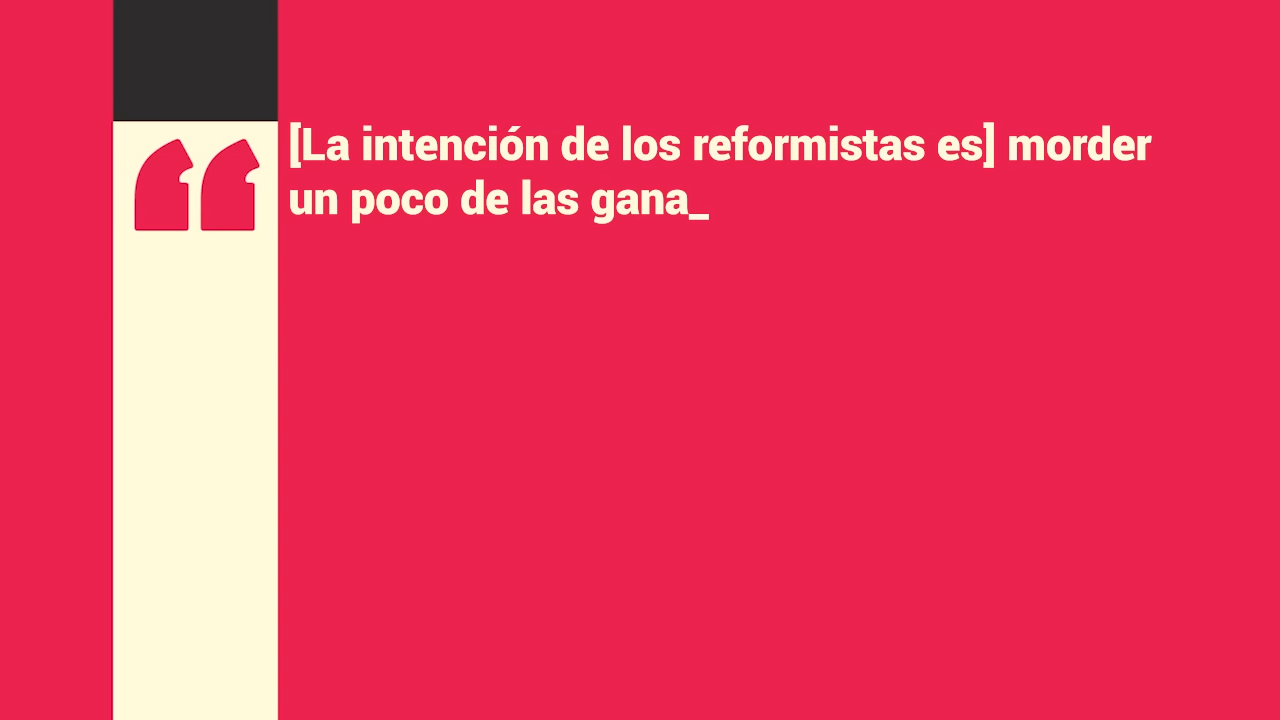 [La intención de los reformistas es] morder
un poco de las gana_